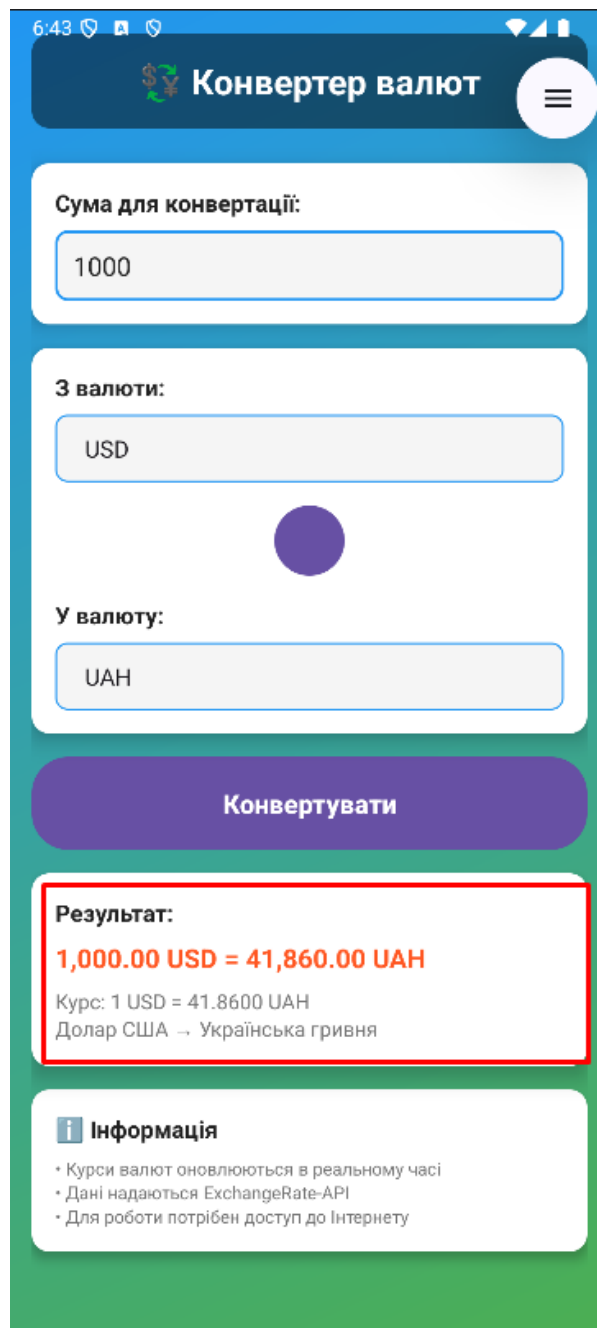 6:43
Конвертер валют
Сума для конвертації:
1000
З валюти:
USD
У валюту:
UAH
Конвертувати
Результат:
1,000.00 USD = 41,860.00 UAH
Курс: 1 USD = 41.8600 UAH
Долар США → Українська гривня
ℹ️ Інформація
• Курси валют оновлюються в реальному часі
• Дані надаються ExchangeRate-API
• Для роботи потрібен доступ до Інтернету